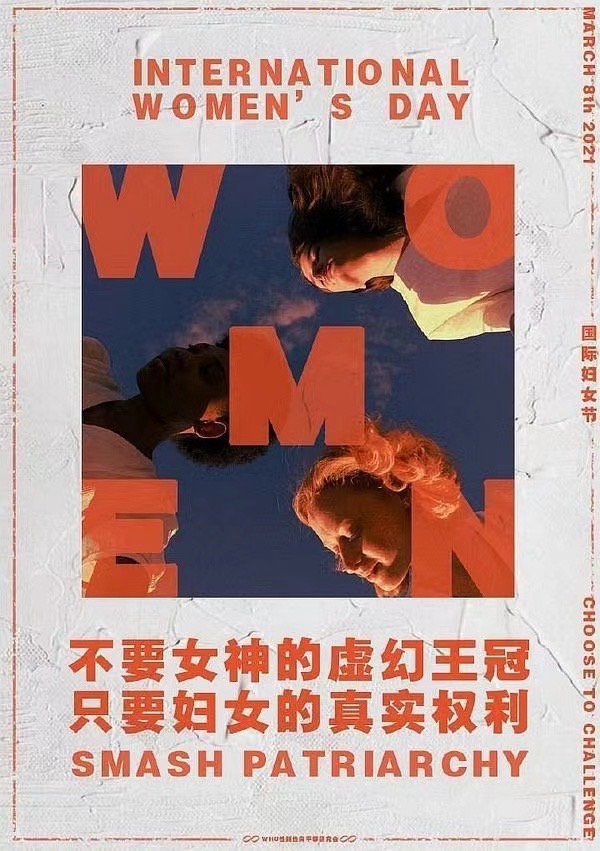 INTERNATIONAL
WOMEN'S DAY
MARCH 8th 2021
W O
M
E N
国际妇女节
不要女神的虚幻王冠
只要妇女的真实权利
SMASH PATRIARCHY
CHOOSE TO CHALLENGE